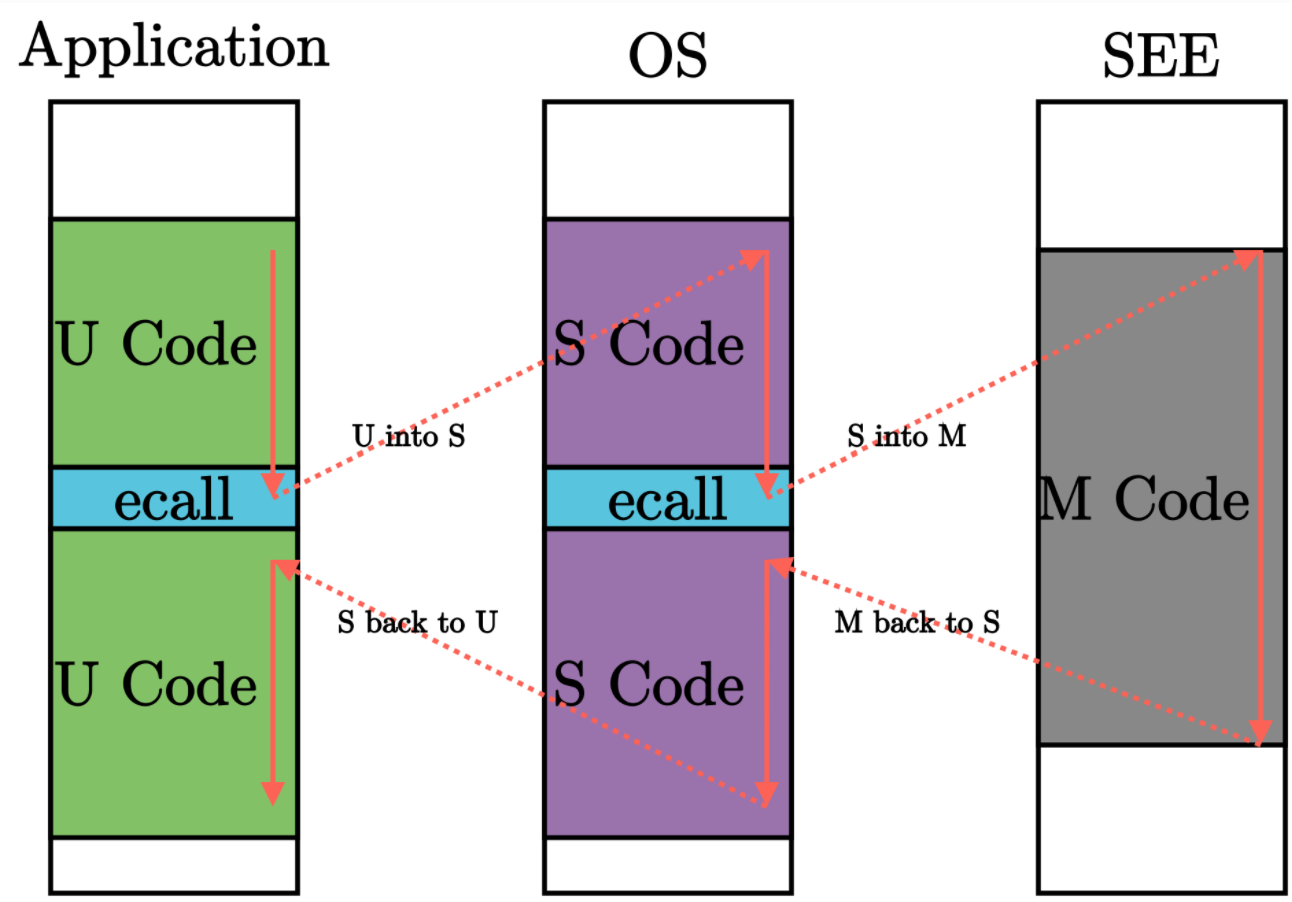 Application
OS
SEE
U Code
S Code
U into S
S into M
ecall
ecall
M Code
S back to U
M back to S
U Code
S Code